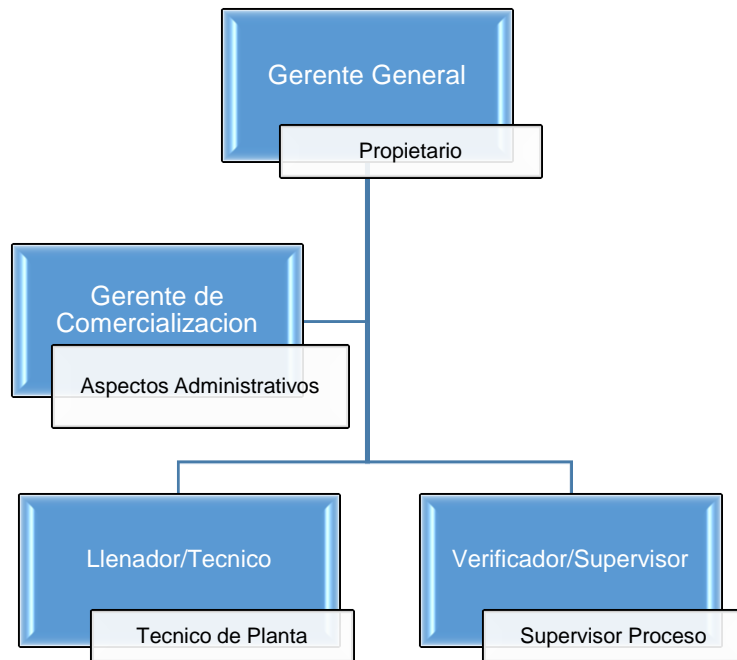 Gerente General
Propietario
Gerente de
Comercializacion
Aspectos Administrativos
Llenador/Tecnico
Tecnico de Planta
Verificador/Supervisor
Supervisor Proceso